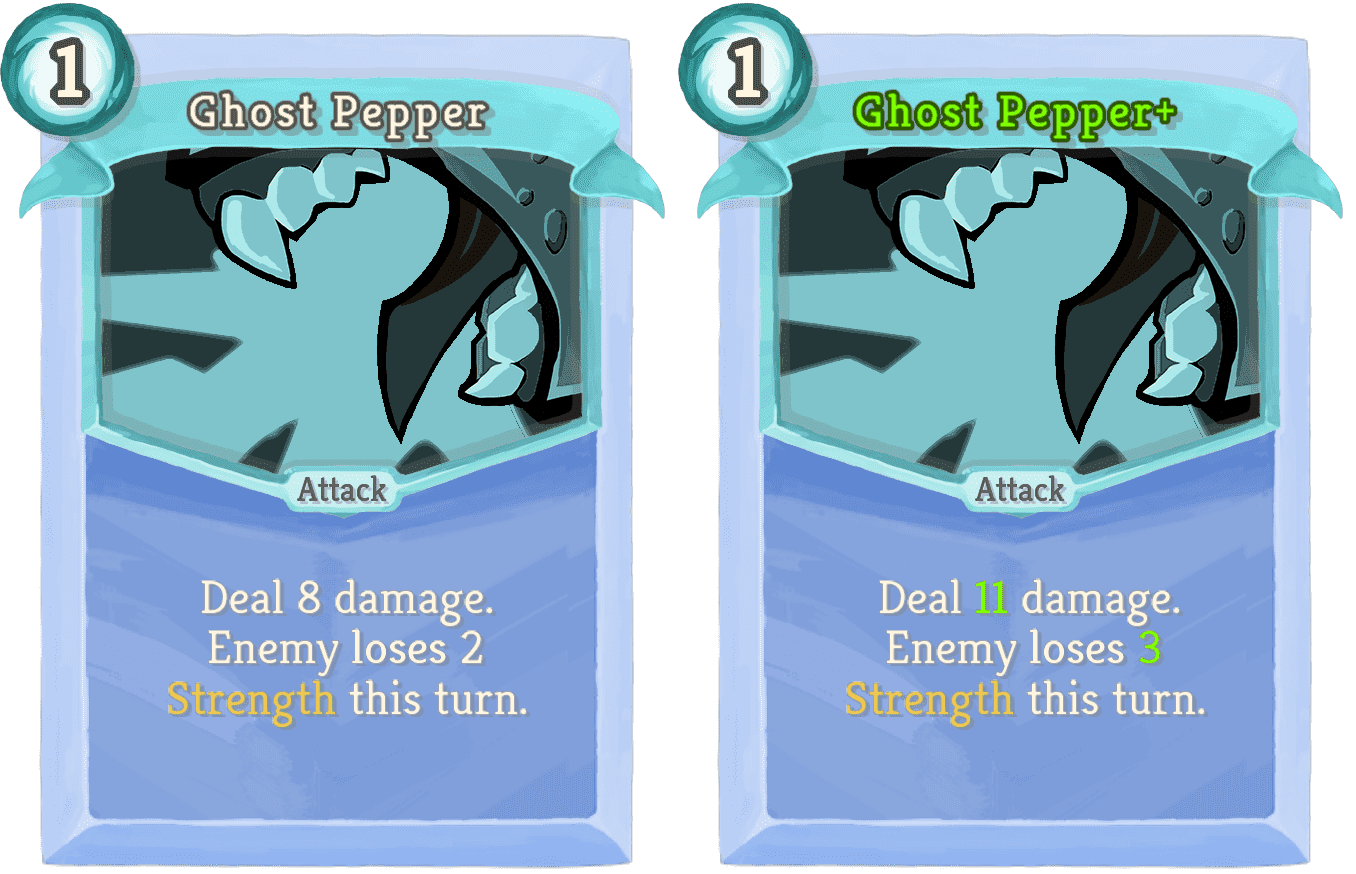 1
Ghost Pepper
Attack
Deal 8 damage.
Enemy loses 2
Strength this turn.
1
Ghost Pepper+
Attack
Deal 11 damage.
Enemy loses 3
Strength this turn.